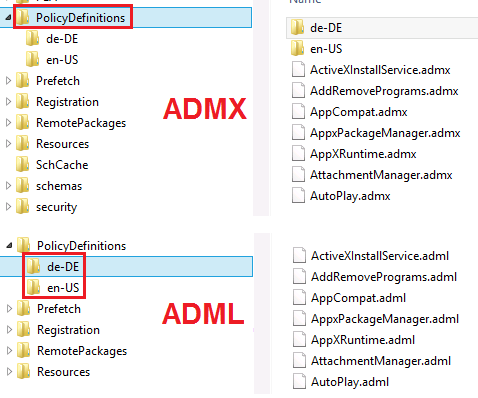 PolicyDefinitions
de-DE
en-US
Prefetch
Registration
RemotePackages
Resources
SchCache
schemas
security
ADMX
de-DE
en-US
ActiveXInstallService.admx
AddRemovePrograms.admx
AppCompat.admx
AppxPackageManager.admx
AppXRuntime.admx
AttachmentManager.admx
AutoPlay.admx
PolicyDefinitions
de-DE
en-US
Prefetch
Registration
RemotePackages
Resources
ADML
ActiveXInstallService.adml
AddRemovePrograms.adml
AppCompat.adml
AppxPackageManager.adml
AppXRuntime.adml
AttachmentManager.adml
AutoPlay.adml